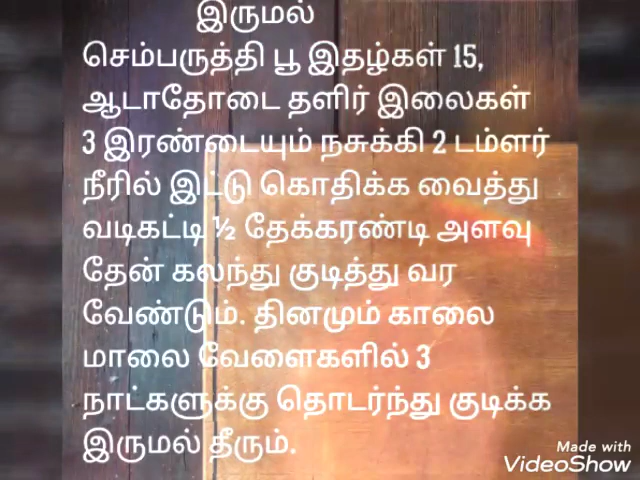 இருமல்
செம்பருத்தி பூ இதழ்கள் 15,
ஆடாதோடை தளிர் இலைகள்
3 இரண்டையும் நசுக்கி 2 டம்ளர்
நீரில் இட்டு கொதிக்க வைத்து
வடிகட்டி ½ தேக்கரண்டி அளவு
தேன் கலந்து குடித்து வர
வேண்டும். தினமும் காலை
மாலை வேளைகளில் 3
நாட்களுக்கு தொடர்ந்து குடிக்க
இருமல் தீரும்.
Made with
VideoShow